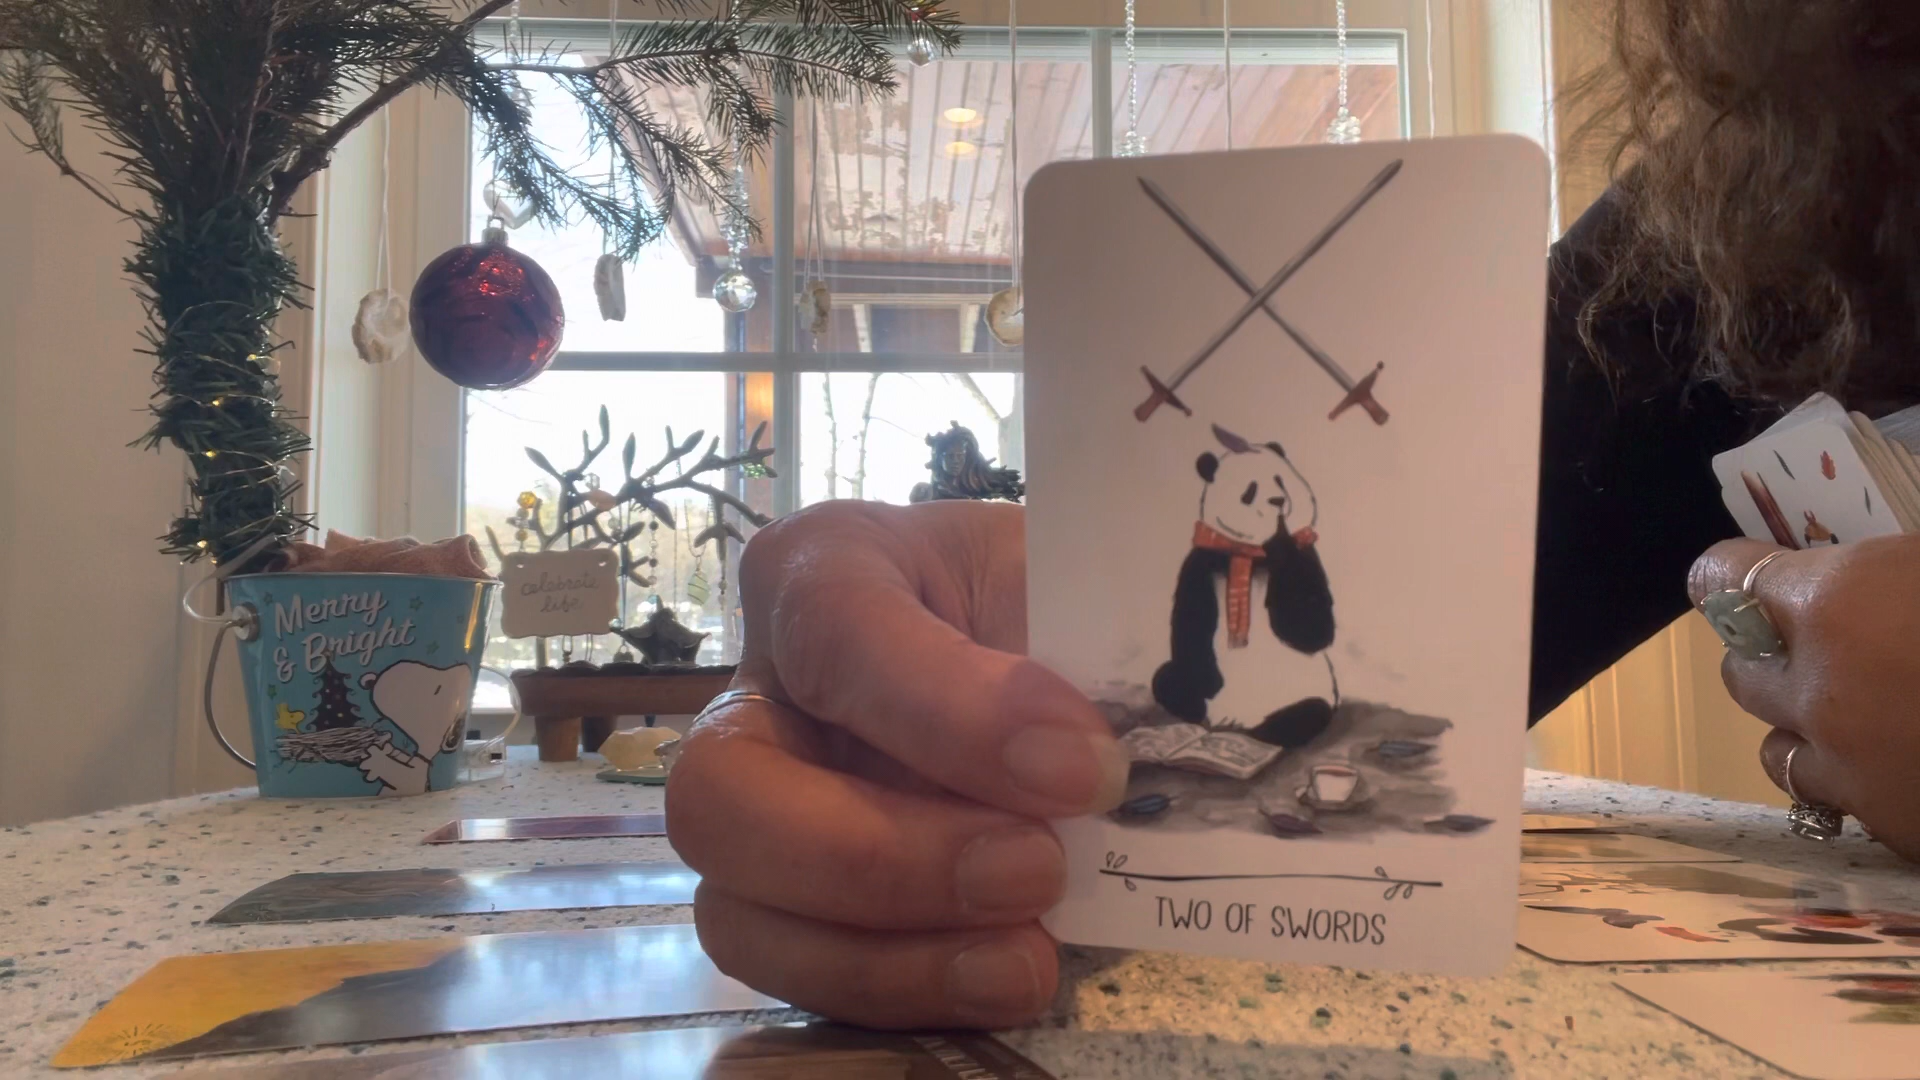 Merry
& Bright
celebrate
life
TWO OF SWORDS